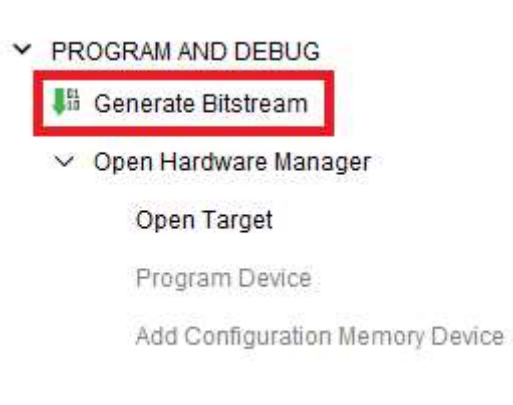 PROGRAM AND DEBUG
Generate Bitstream
Open Hardware Manager
Open Target
Program Device
Add Configuration Memory Device